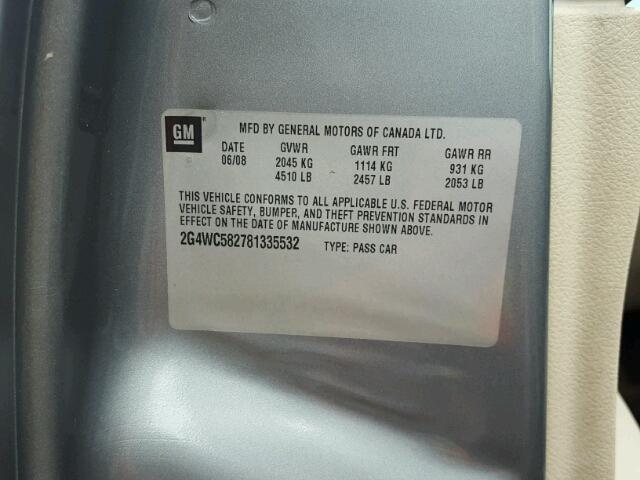 GM
MFD BY GENERAL MOTORS OF CANADA LTD.
DATE GVWR GAWR FRT GAWR RR
06/08 2045 KG 1114 KG 931 KG
4510 LB 2457 LB 2053 LB
THIS VEHICLE CONFORMS TO ALL APPLICABLE U.S. FEDERAL MOTOR
VEHICLE SAFETY, BUMPER, AND THEFT PREVENTION STANDARDS IN
EFFECT ON THE DATE OF MANUFACTURE SHOWN ABOVE.
2G4WC582781335532 TYPE: PASS CAR